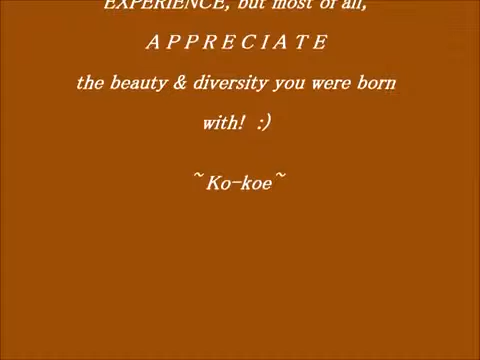 EXPERIENCE, but most of all,
A P P R E C I A T E
the beauty & diversity you were born
with!  :)
~Ko-koe~